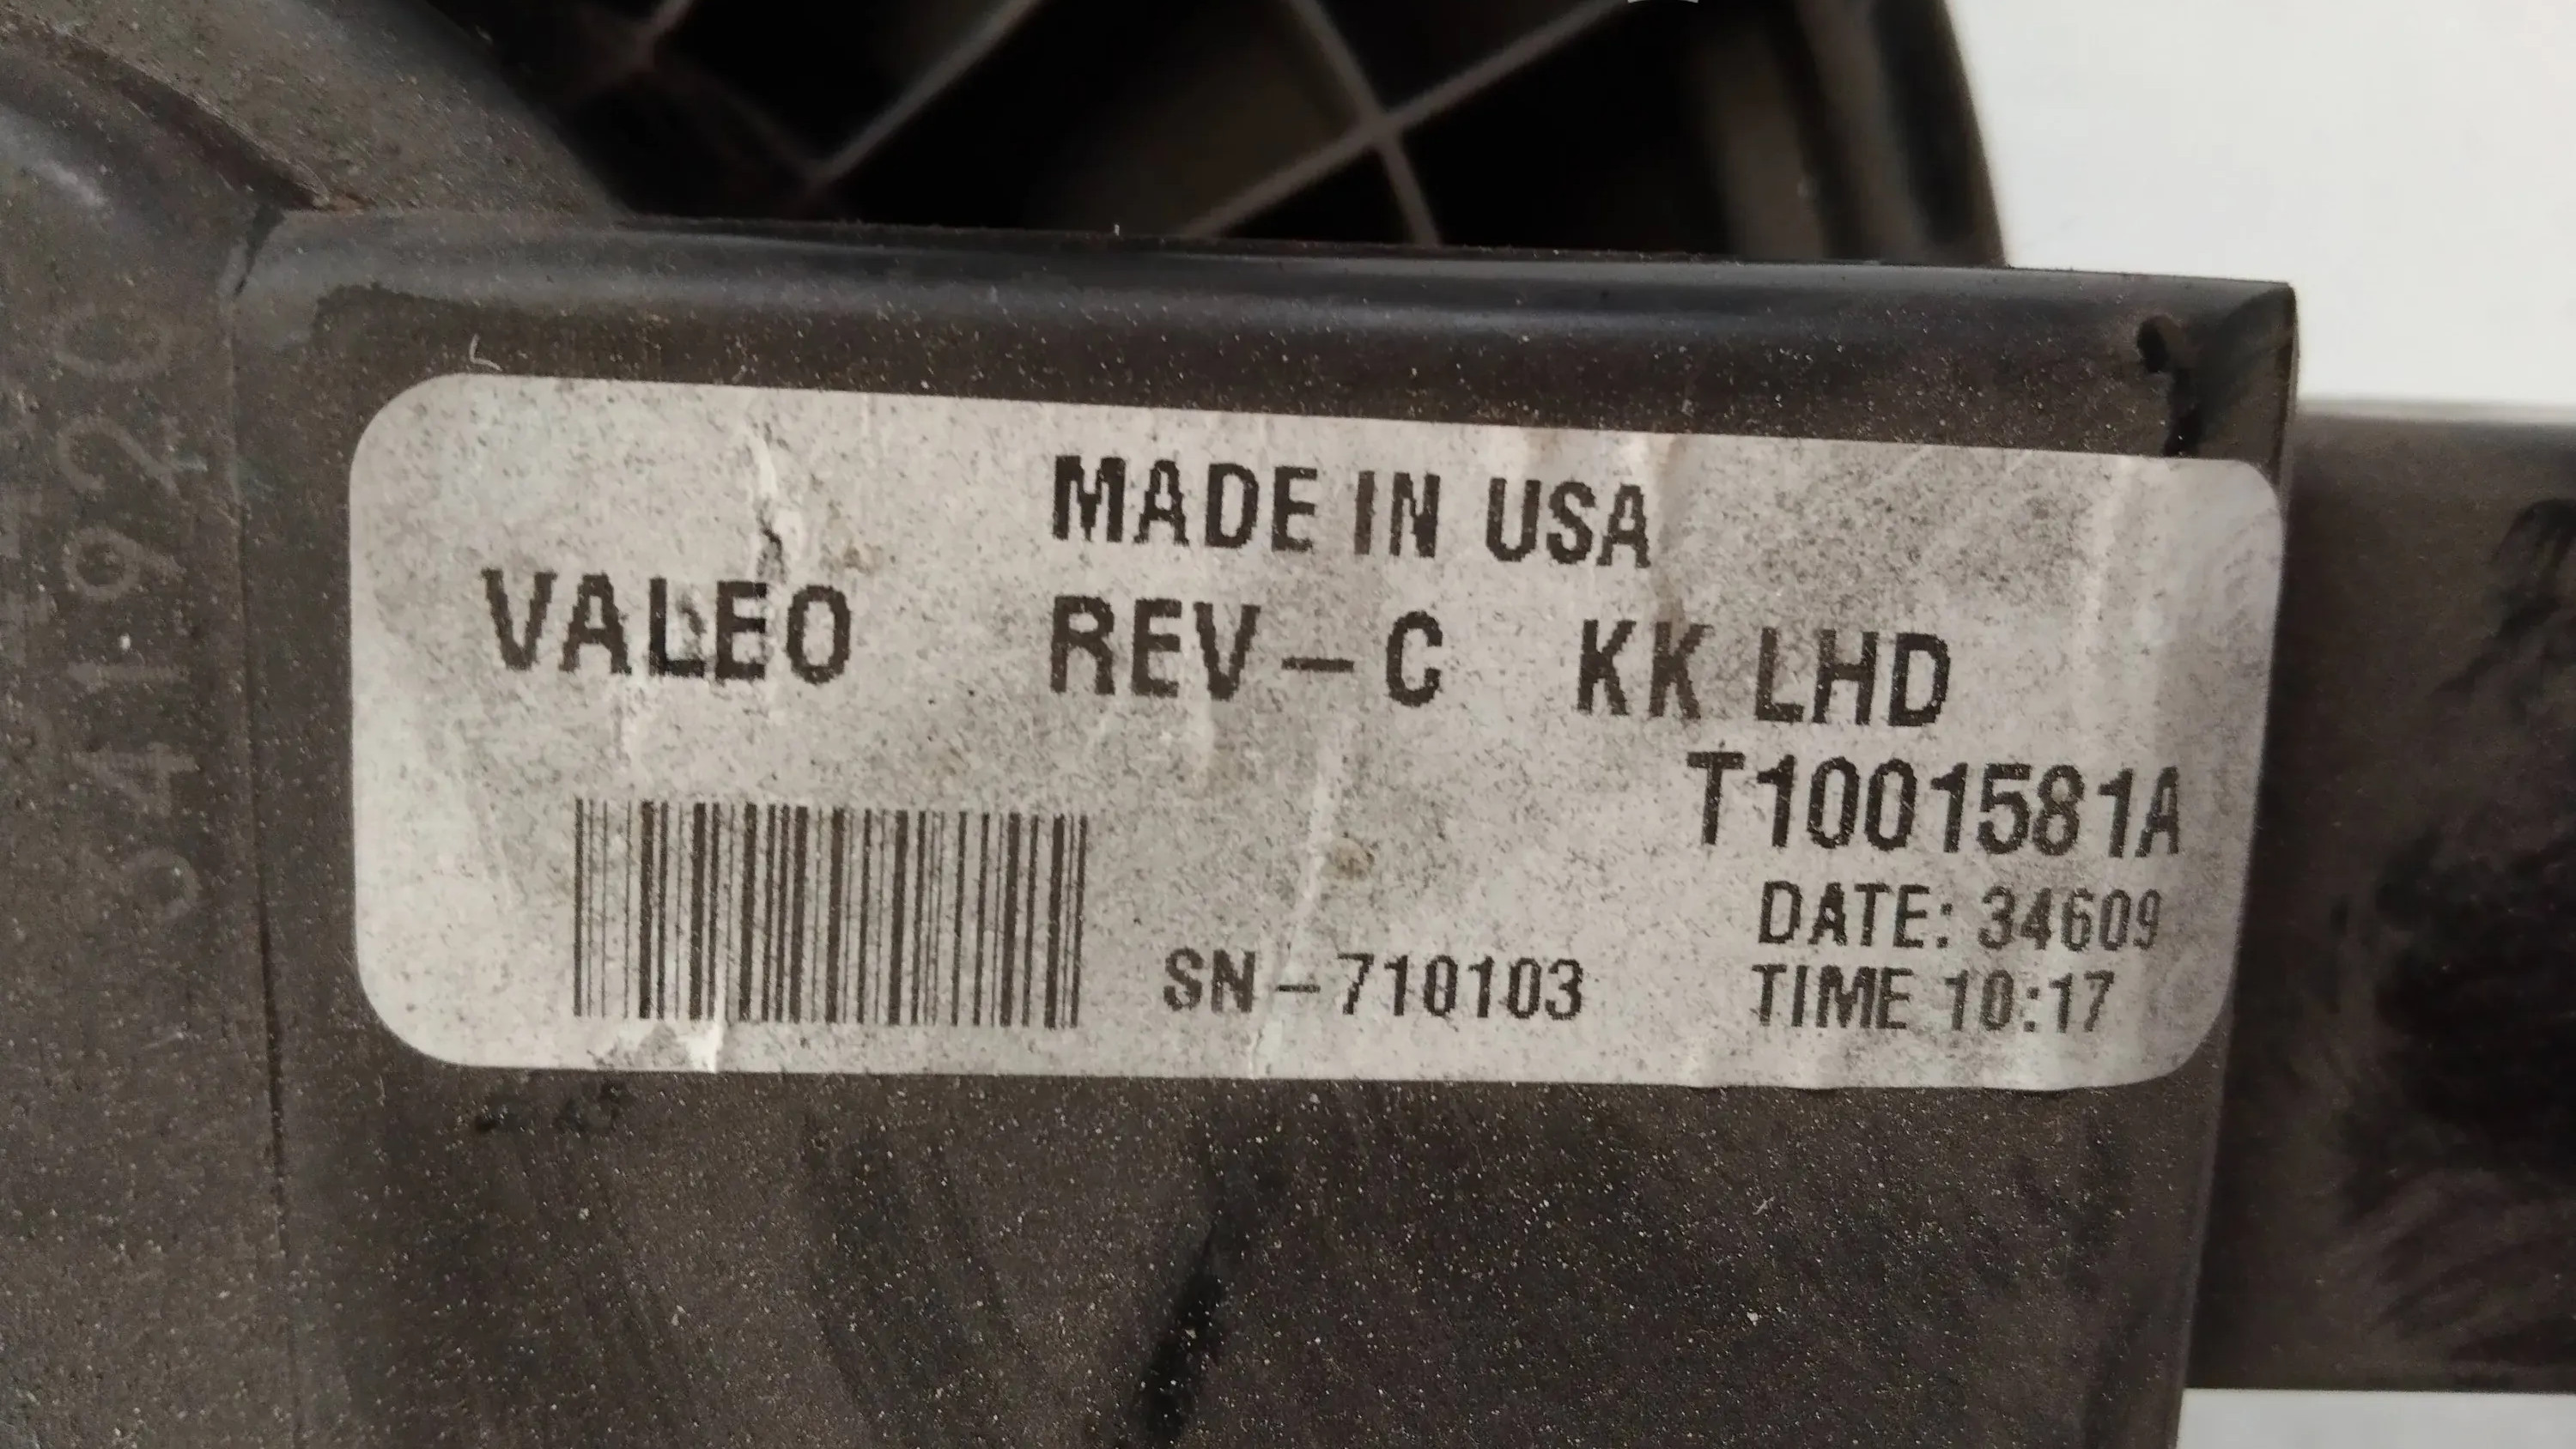 MADE IN USA
VALEO REV-C KK LHD
T1001581A
DATE: 34609
SN-710103
TIME 10:17